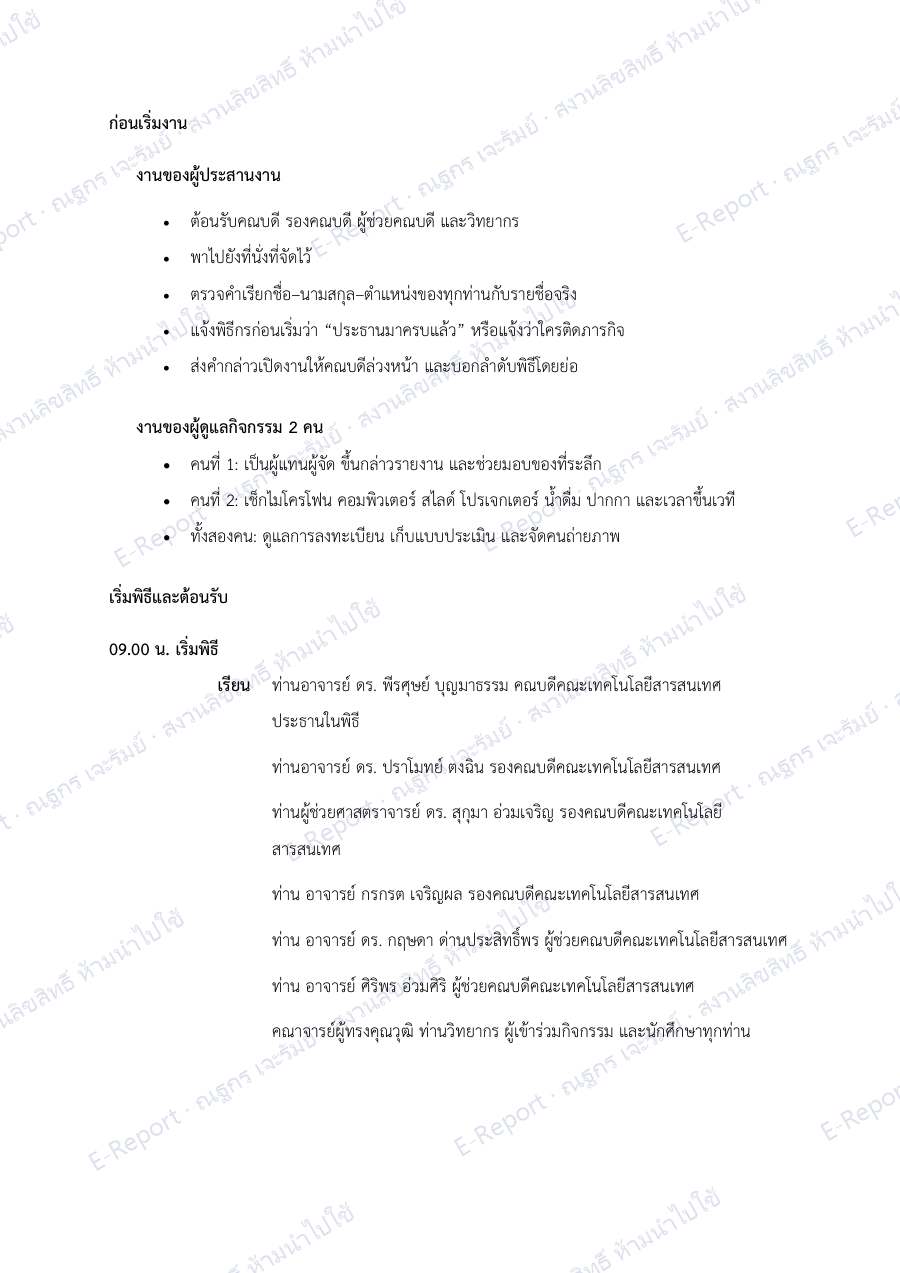 ก่อนเริ่มงาน
งานของผู้ประสานงาน
• ต้อนรับคณบดี รองคณบดี ผู้ช่วยคณบดี และวิทยากร
• พาไปยังที่นั่งที่จัดไว้
• ตรวจคำเรียกชื่อ–นามสกุล–ตำแหน่งของทุกท่านกับรายชื่อจริง
• แจ้งพิธีกรก่อนเริ่มว่า “ประธานมาครบแล้ว” หรือแจ้งว่าใครติดภารกิจ
• ส่งคำกล่าวเปิดงานให้คณบดีล่วงหน้า และบอกลำดับพิธีโดยย่อ
งานของผู้ดูแลกิจกรรม 2 คน
• คนที่ 1: เป็นผู้แทนผู้จัด ขึ้นกล่าวรายงาน และช่วยมอบของที่ระลึก
• คนที่ 2: เช็กไมโครโฟน คอมพิวเตอร์ สไลด์ โปรเจกเตอร์ น้ำดื่ม ปากกา และเวลาขึ้นเวที
• ทั้งสองคน: ดูแลการลงทะเบียน เก็บแบบประเมิน และจัดคนถ่ายภาพ
เริ่มพิธีและต้อนรับ
09.00 น. เริ่มพิธี
เรียน ท่านอาจารย์ ดร. พีรศุษย์ บุญมาธรรม คณบดีคณะเทคโนโลยีสารสนเทศ
ประธานในพิธี
ท่านอาจารย์ ดร. ปราโมทย์ ตงฉิน รองคณบดีคณะเทคโนโลยีสารสนเทศ
ท่านผู้ช่วยศาสตราจารย์ ดร. สุกุมา อ่วมเจริญ รองคณบดีคณะเทคโนโลยี
สารสนเทศ
ท่าน อาจารย์ กรกรต เจริญผล รองคณบดีคณะเทคโนโลยีสารสนเทศ
ท่าน อาจารย์ ดร. กฤษดา ด่านประสิทธิ์พร ผู้ช่วยคณบดีคณะเทคโนโลยีสารสนเทศ
ท่าน อาจารย์ ศิริพร อ่วมศิริ ผู้ช่วยคณบดีคณะเทคโนโลยีสารสนเทศ
คณาจารย์ผู้ทรงคุณวุฒิ ท่านวิทยากร ผู้เข้าร่วมกิจกรรม และนักศึกษาทุกท่าน
E-Report · ณฐกร เจะรัมย์ · สงวนลิขสิทธิ์ ห้ามนำไปใช้